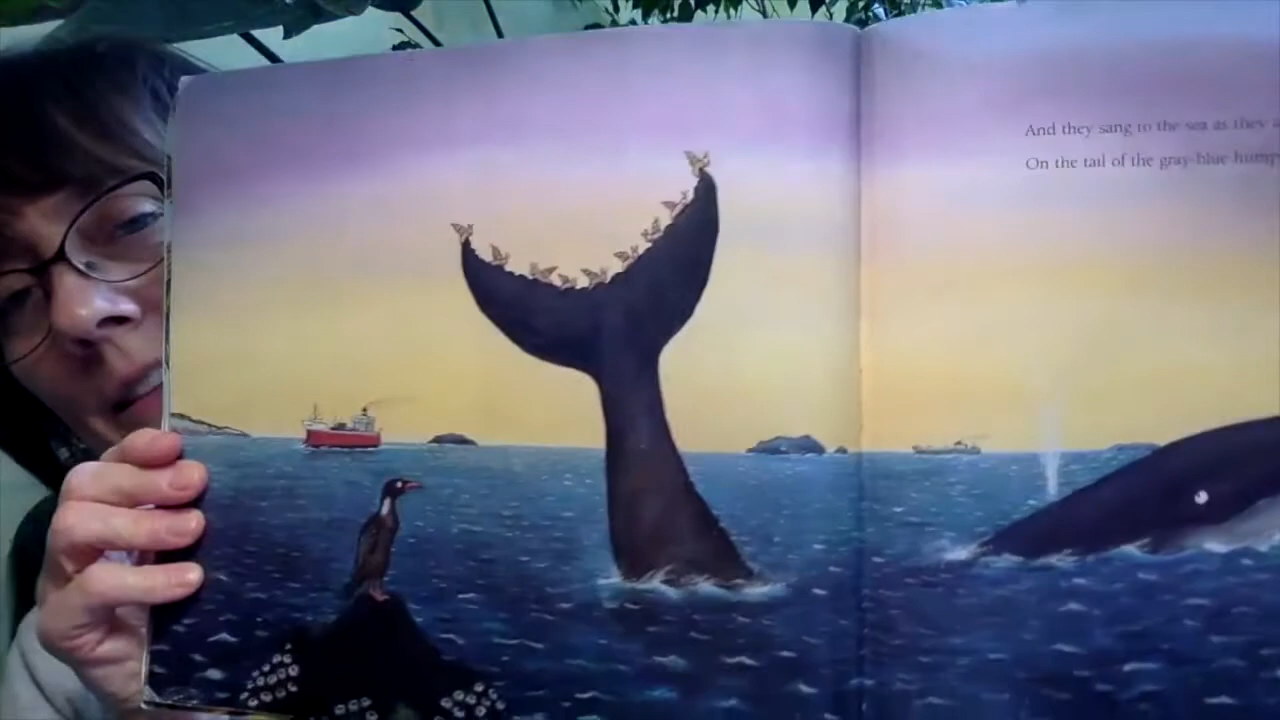 And they sang to the sea as they
On the tail of the gray-blue